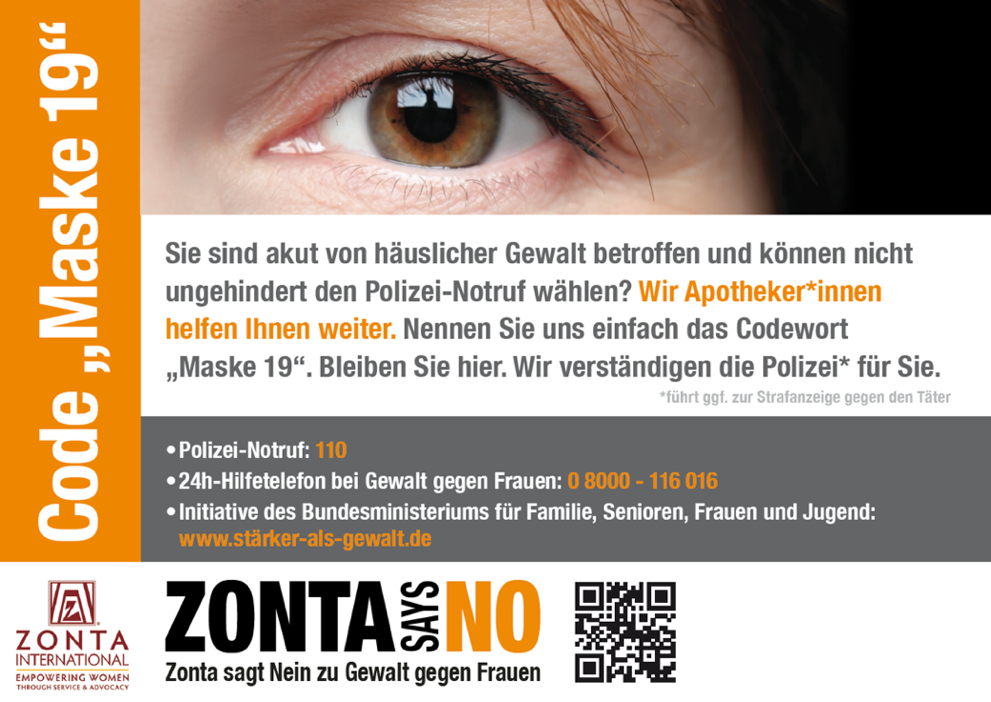 Code „Maske 19“
Sie sind akut von häuslicher Gewalt betroffen und können nicht
ungehindert den Polizei-Notruf wählen? Wir Apotheker*innen
helfen Ihnen weiter. Nennen Sie uns einfach das Codewort
„Maske 19“. Bleiben Sie hier. Wir verständigen die Polizei* für Sie.
*führt ggf. zur Strafanzeige gegen den Täter
• Polizei-Notruf: 110
• 24h-Hilfetelefon bei Gewalt gegen Frauen: 0 8000 - 116 016
• Initiative des Bundesministeriums für Familie, Senioren, Frauen und Jugend:
www.stärker-als-gewalt.de
Z
ZONTA
INTERNATIONAL
EMPOWERING WOMEN
THROUGH SERVICE & ADVOCACY
ZONTA SAYS NO
Zonta sagt Nein zu Gewalt gegen Frauen